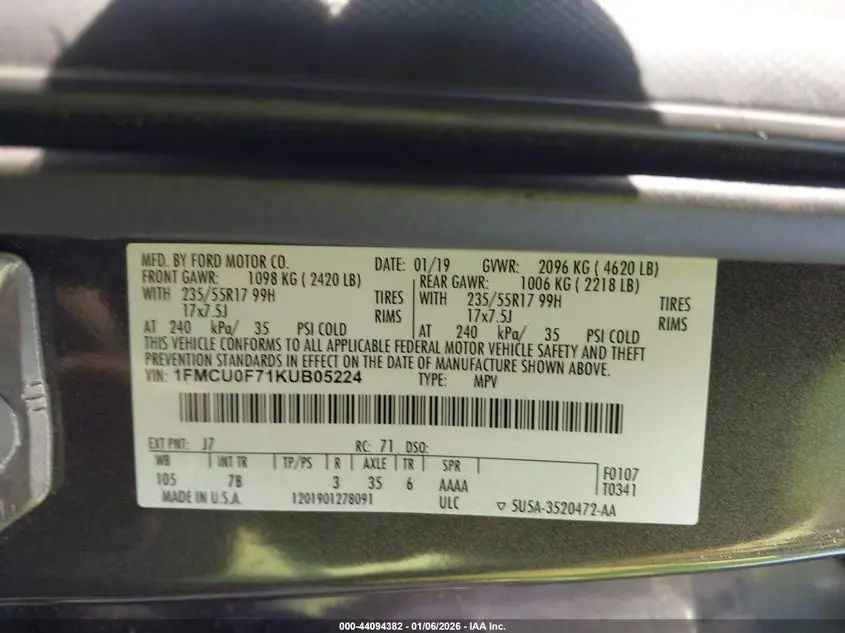 MFD. BY FORD MOTOR CO. DATE: 01/19 GVWR: 2096 KG ( 4620 LB)
FRONT GAWR: 1098 KG ( 2420 LB) REAR GAWR: 1006 KG ( 2218 LB)
WITH 235/55R17 99H TIRES WITH 235/55R17 99H TIRES
17x7.5J RIMS 17x7.5J RIMS
AT 240 kPa/ 35 PSI COLD AT 240 kPa/ 35 PSI COLD
THIS VEHICLE CONFORMS TO ALL APPLICABLE FEDERAL MOTOR VEHICLE SAFETY AND THEFT
PREVENTION STANDARDS IN EFFECT ON THE DATE OF MANUFACTURE SHOWN ABOVE.
VIN: 1FMCU0F71KUB05224 TYPE: MPV
EXT PNT: J7 RC: 71 DSO:
WB INT TR TP/PS R AXLE TR SPR F0107
105 7B 3 35 6 AAAA T0341
MADE IN U.S.A. 1201901278091 ULC ▽ 5U5A-3520472-AA
000-44094382 - 01/06/2026 - IAA, Inc.